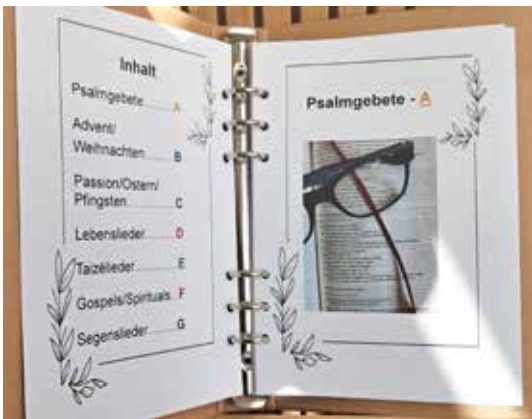 Inhalt
Psalmgebete.......... A
Advent/
Weihnachten.......... B
Passion/Ostern/
Pfingsten.............. C
Lebenslieder.......... D
Taizélieder............. E
Gospels/Spirituals.. F
Segenslieder.......... G
Psalmgebete - A